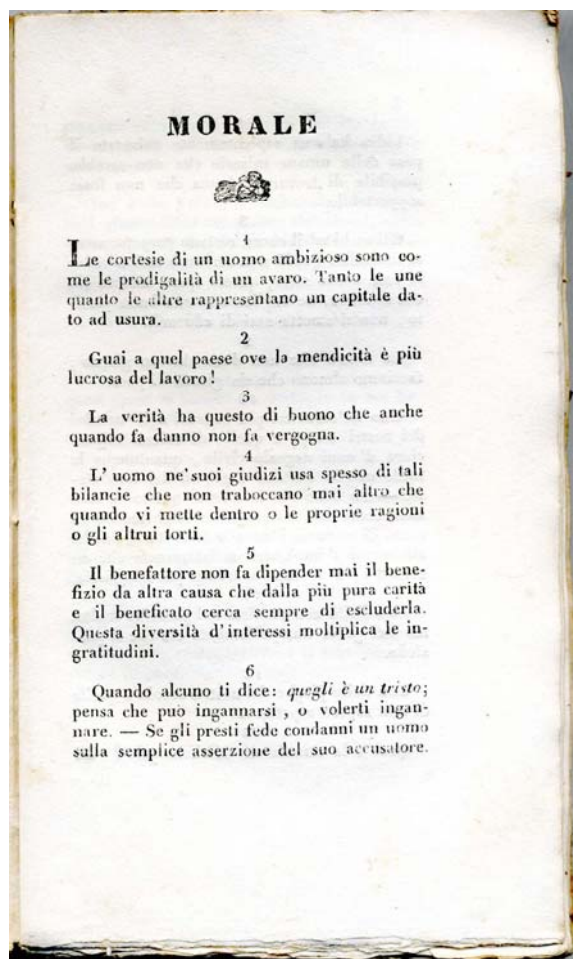 MORALE
1
Le cortesie di un uomo ambizioso sono co-
me le prodigalità di un avaro. Tanto le une
quanto le altre rappresentano un capitale da-
to ad usura.
2
Guai a quel paese ove la mendicità è più
lucrosa del lavoro!
3
La verità ha questo di buono che anche
quando fa danno non fa vergogna.
4
L' uomo ne' suoi giudizi usa spesso di tali
bilancie che non traboccano mai altro che
quando vi mette dentro o le proprie ragioni
o gli altrui torti.
5
Il benefattore non fa dipender mai il bene-
fizio da altra causa che dalla più pura carità
e il beneficato cerca sempre di escluderla.
Questa diversità d'interessi moltiplica le in-
gratitudini.
6
Quando alcuno ti dice: quegli è un tristo;
pensa che può ingannarsi , o volerti ingan-
nare. — Se gli presti fede condanni un uomo
sulla semplice asserzione del suo accusatore.